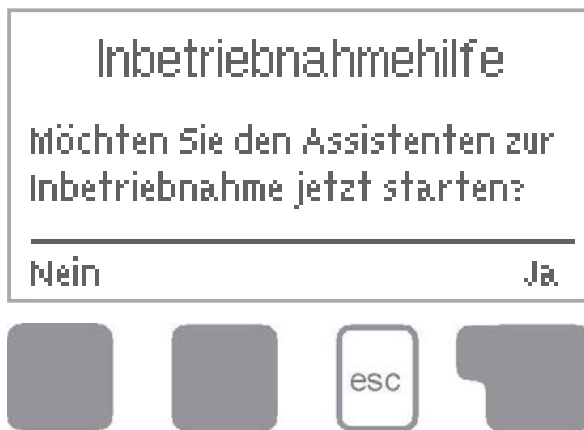 Inbetriebnahmehilfe
Möchten Sie den Assistenten zur
Inbetriebnahme jetzt starten?
Nein Ja
esc